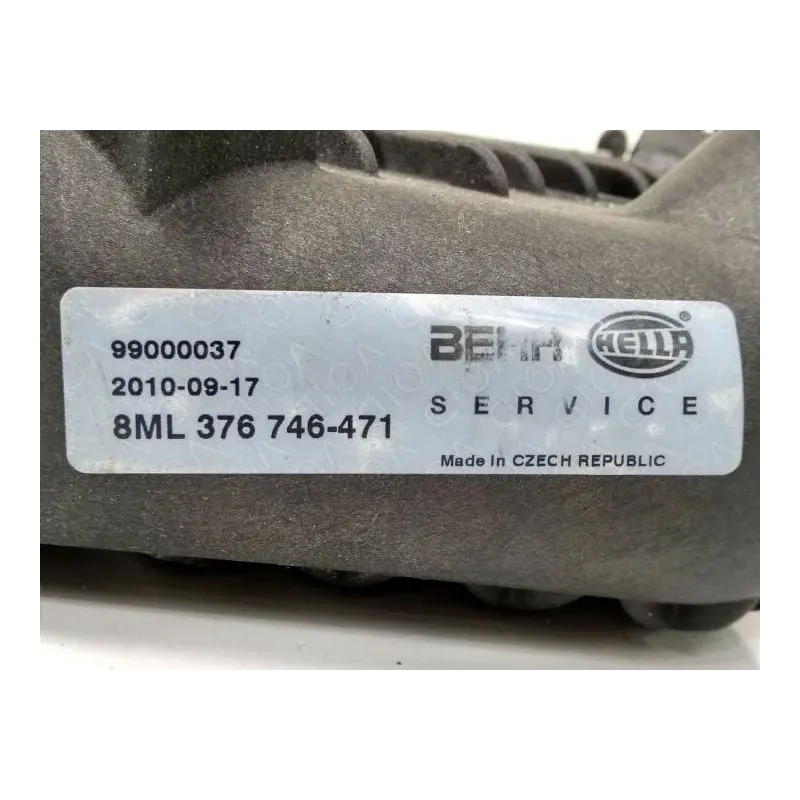 99000037
2010-09-17
8ML 376 746-471
BEHR HELLA®
SERVICE
Made in CZECH REPUBLIC